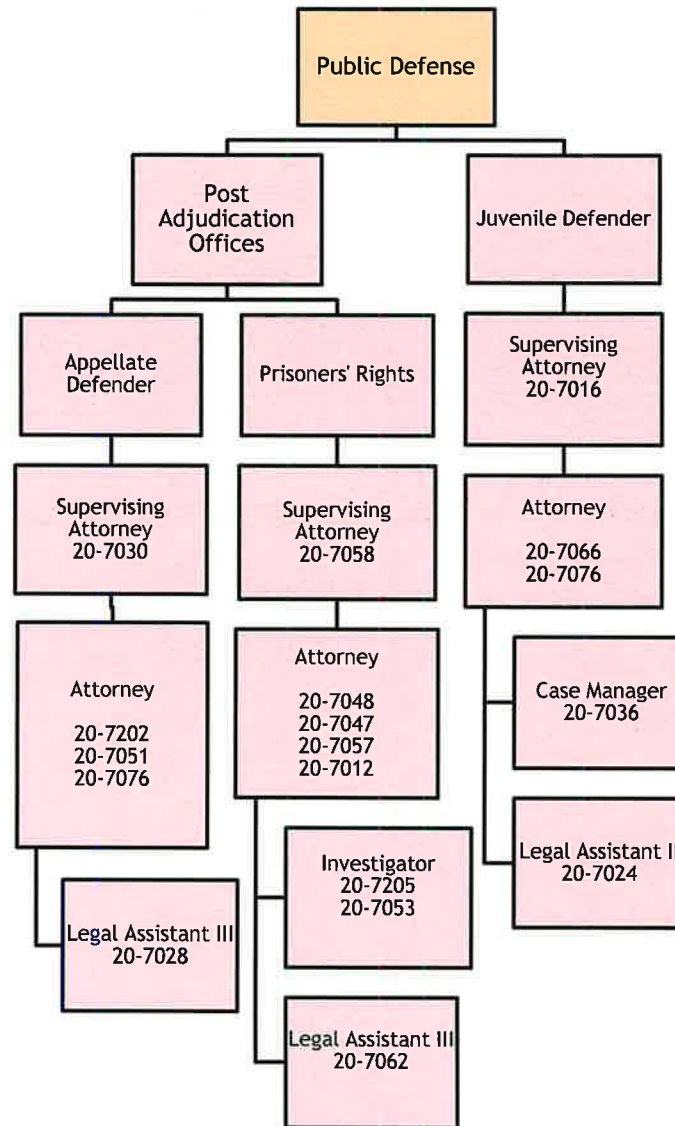 Public Defense
Post
Adjudication
Offices
Juvenile Defender
Appellate
Defender
Prisoners' Rights
Supervising
Attorney
20-7016
Supervising
Attorney
20-7030
Supervising
Attorney
20-7058
Attorney
20-7066
20-7076
Attorney
20-7202
20-7051
20-7076
Attorney
20-7048
20-7047
20-7057
20-7012
Case Manager
20-7036
Legal Assistant II
20-7024
Investigator
20-7205
20-7053
Legal Assistant III
20-7028
Legal Assistant III
20-7062